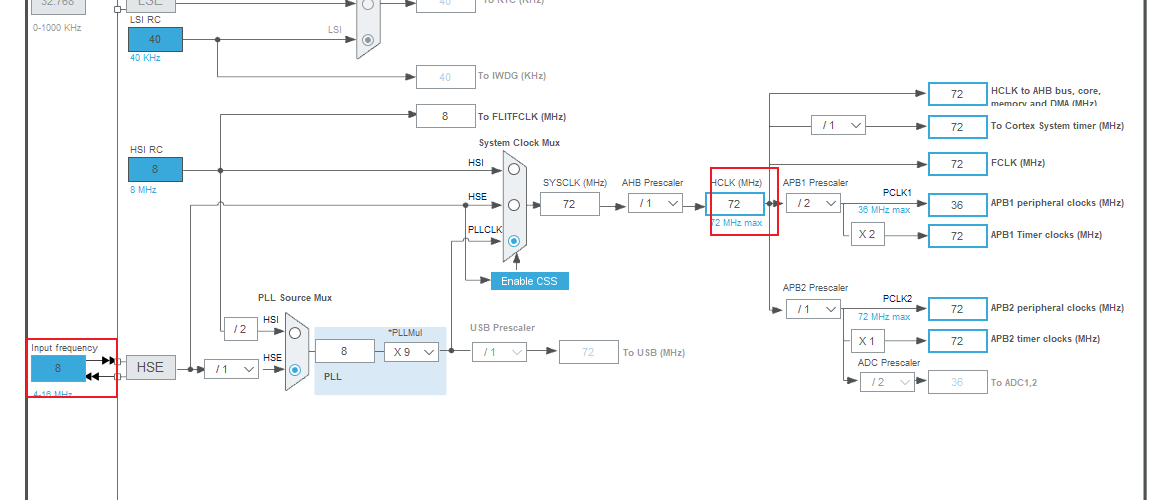 32.768
LSE
40
To RTC (KHz)
0-1000 KHz
LSI RC
40
40 KHz
LSI
40
To IWDG (KHz)
8
To FLITFCLK (MHz)
HSI RC
8
8 MHz
System Clock Mux
HSI
HSE
PLLCLK
SYSCLK (MHz)
72
AHB Prescaler
/ 1
HCLK (MHz)
72
72 MHz max
Enable CSS
72
HCLK to AHB bus, core,
memory and DMA (MHz)
/ 1
72
To Cortex System timer (MHz)
72
FCLK (MHz)
APB1 Prescaler
/ 2
PCLK1
36 MHz max
36
APB1 peripheral clocks (MHz)
X 2
72
APB1 Timer clocks (MHz)
APB2 Prescaler
/ 1
PCLK2
72 MHz max
72
APB2 peripheral clocks (MHz)
X 1
72
APB2 timer clocks (MHz)
ADC Prescaler
/ 2
36
To ADC1,2
PLL Source Mux
HSI
/ 2
HSE
/ 1
8
*PLLMul
X 9
PLL
USB Prescaler
/ 1
72
To USB (MHz)
Input frequency
8
4-16 MHz
HSE